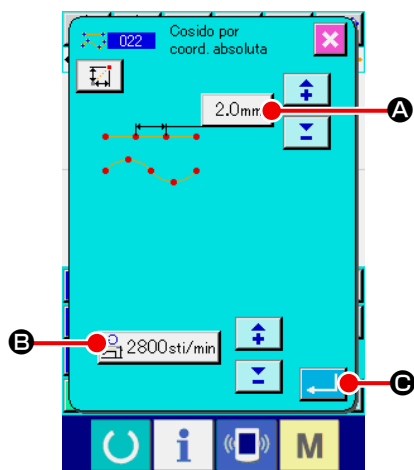 022
Cosido por
coord. absoluta
2.0mm
A
B
2800sti/min
C
i
M